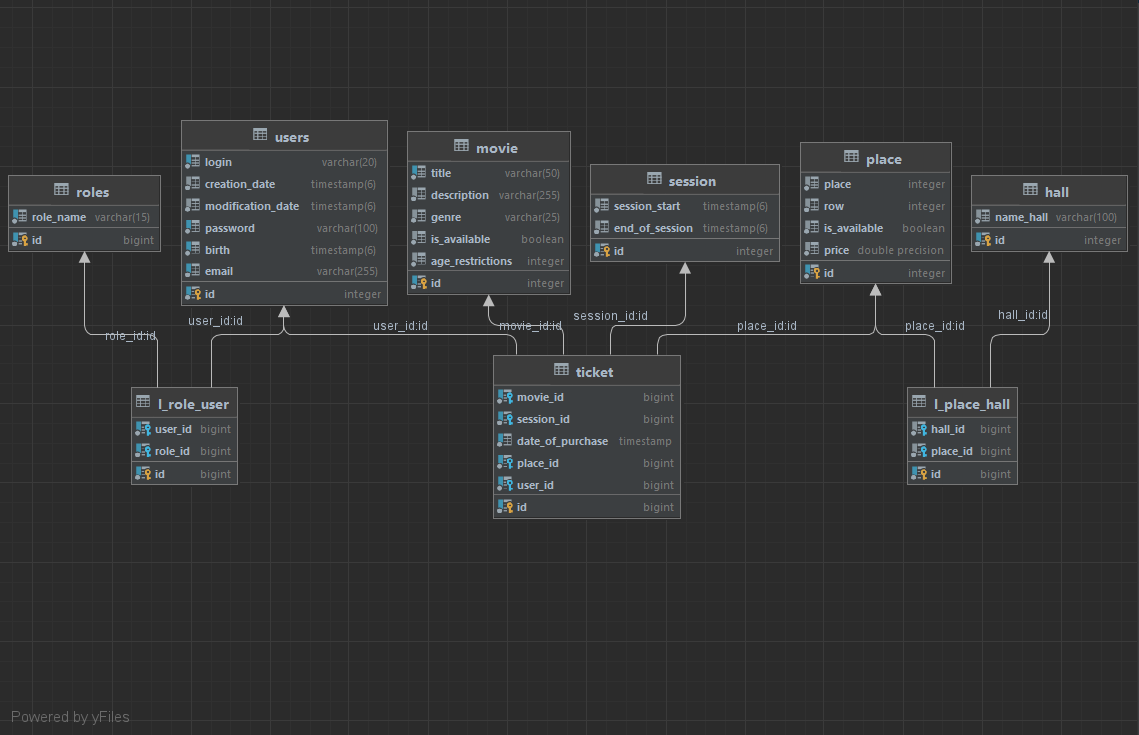 roles
role_name varchar(15)
id bigint
users
login varchar(20)
creation_date timestamp(6)
modification_date timestamp(6)
password varchar(100)
birth timestamp(6)
email varchar(255)
id integer
movie
title varchar(50)
description varchar(255)
genre varchar(25)
is_available boolean
age_restrictions integer
id integer
session
session_start timestamp(6)
end_of_session timestamp(6)
id integer
place
place integer
row integer
is_available boolean
price double precision
id integer
hall
name_hall varchar(100)
id integer
role_id:id
user_id:id
user_id:id
movie_id:id
session_id:id
place_id:id
place_id:id
hall_id:id
l_role_user
user_id bigint
role_id bigint
id bigint
ticket
movie_id bigint
session_id bigint
date_of_purchase timestamp
place_id bigint
user_id bigint
id bigint
l_place_hall
hall_id bigint
place_id bigint
id bigint
Powered by yFiles